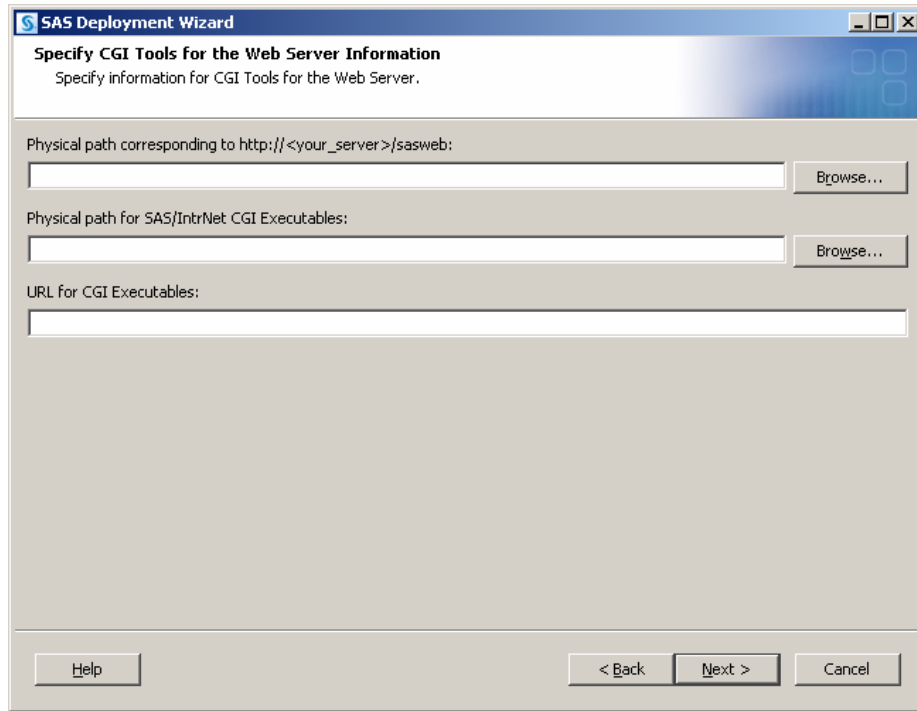 SAS Deployment Wizard
Specify CGI Tools for the Web Server Information
Specify information for CGI Tools for the Web Server.
Physical path corresponding to http://<your_server>/sasweb:
Browse...
Physical path for SAS/IntrNet CGI Executables:
Browse...
URL for CGI Executables:
Help
< Back
Next >
Cancel